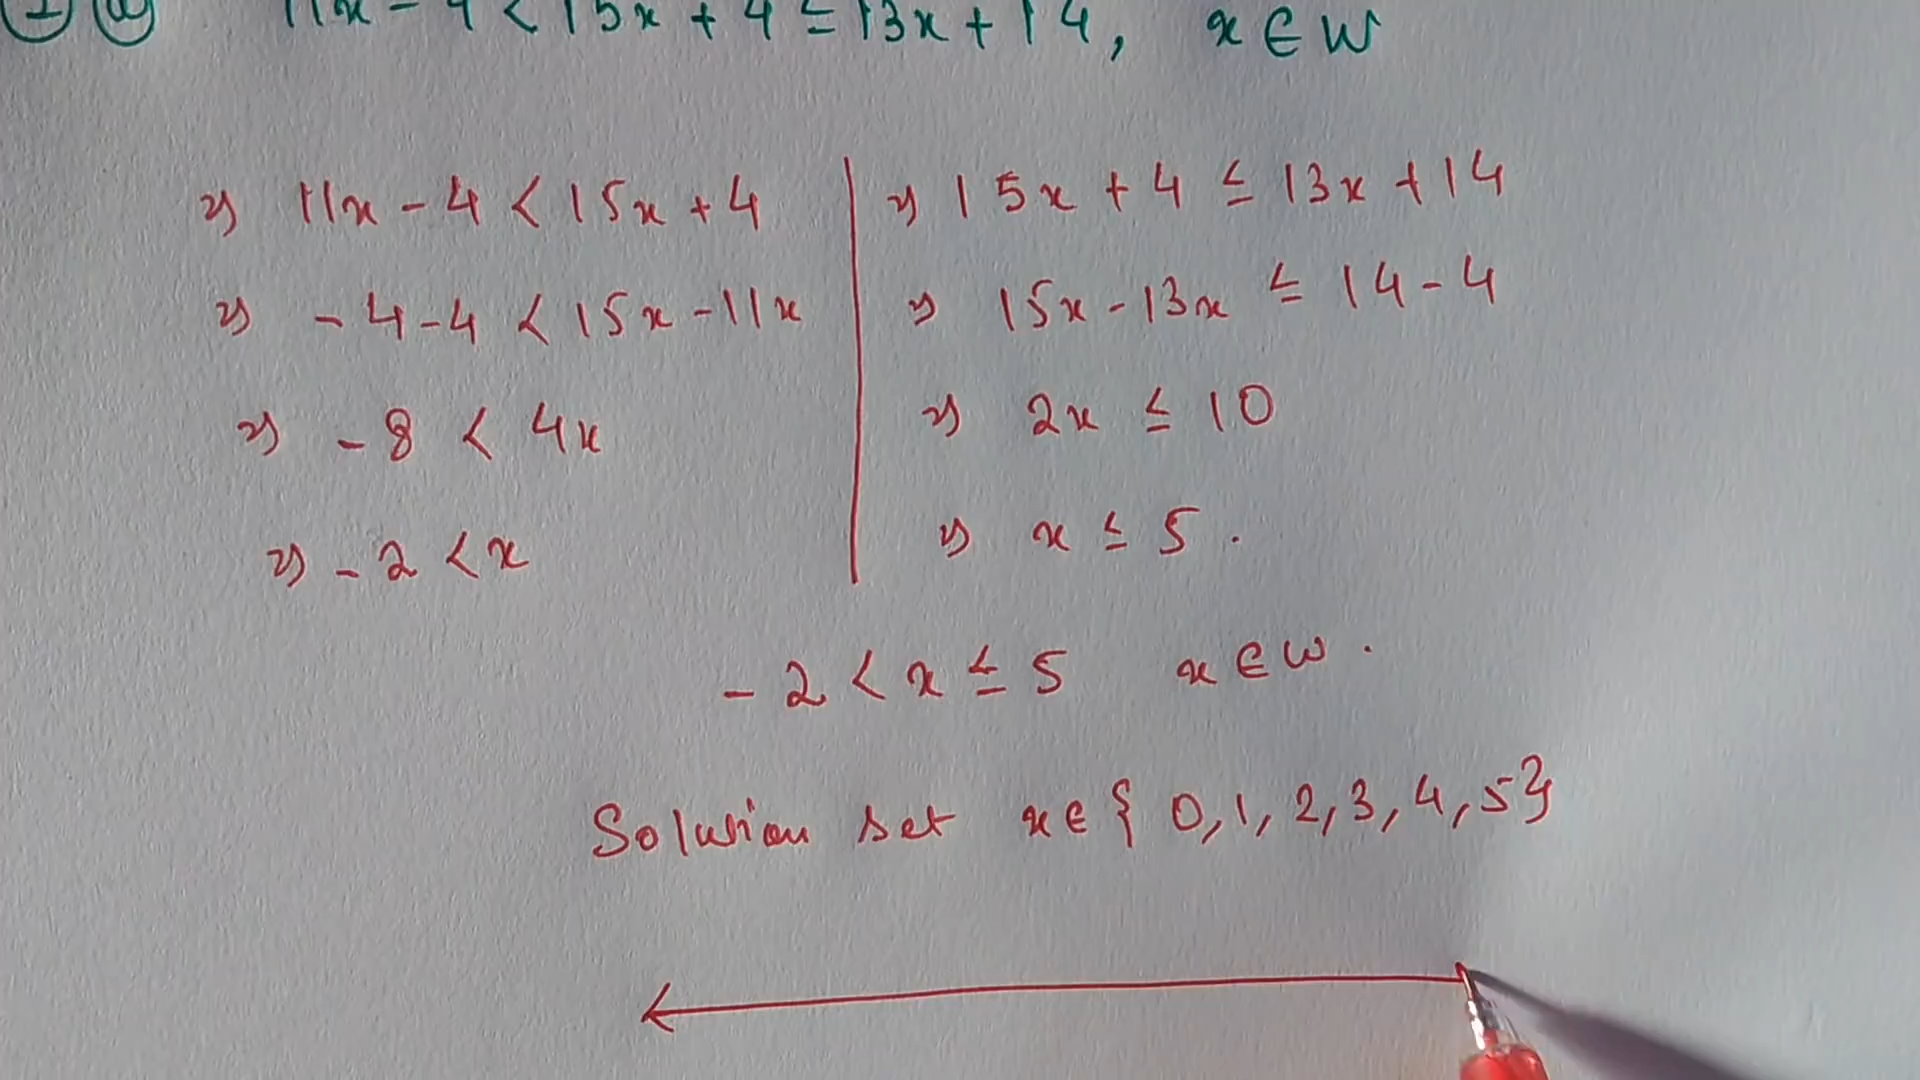 11x - 4 < 15x + 4 ≤ 13x + 14, x ∈ W
⇒ 11x - 4 < 15x + 4
⇒ -4-4 < 15x - 11x
⇒ -8 < 4x
⇒ -2 < x
⇒ 15x + 4 ≤ 13x + 14
⇒ 15x - 13x ≤ 14 - 4
⇒ 2x ≤ 10
⇒ x ≤ 5.
-2 < x ≤ 5 x ∈ W.
Solution set x ∈ { 0, 1, 2, 3, 4, 5}